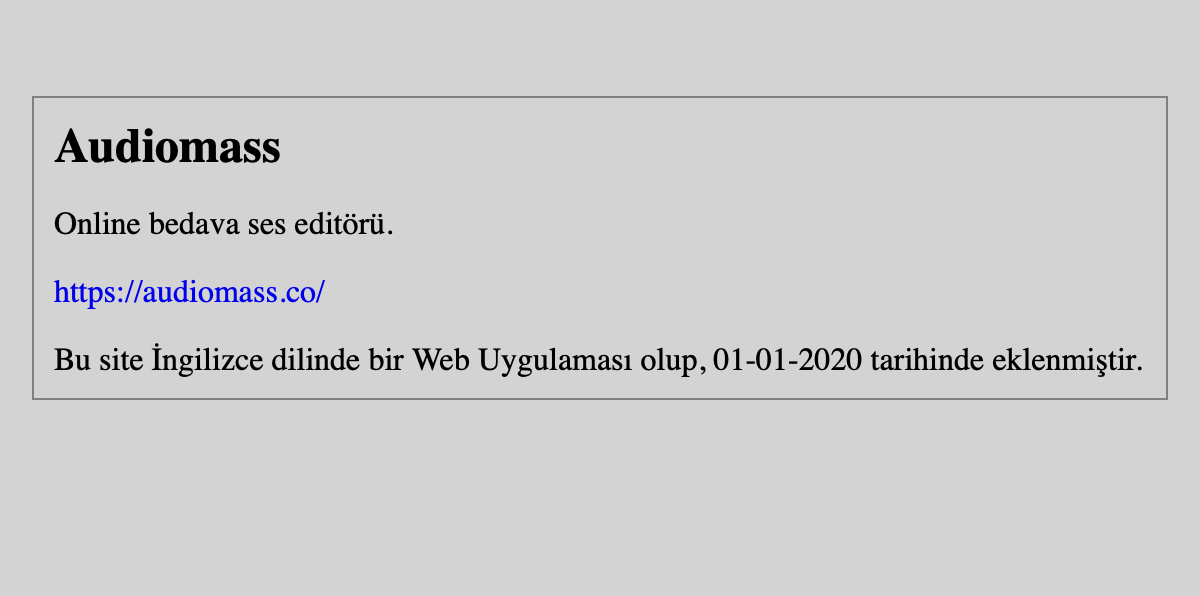 Audiomass
Online bedava ses editörü.
https://audiomass.co/
Bu site İngilizce dilinde bir Web Uygulaması olup, 01-01-2020 tarihinde eklenmiştir.